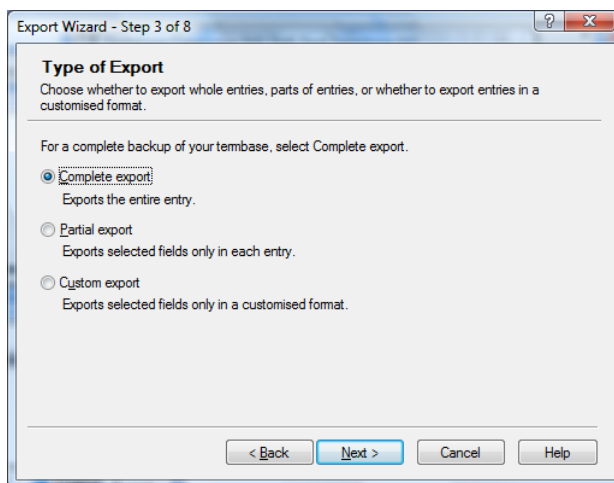 Export Wizard - Step 3 of 8
Type of Export
Choose whether to export whole entries, parts of entries, or whether to export entries in a
customised format.
For a complete backup of your termbase, select Complete export.
Complete export
Exports the entire entry.
Partial export
Exports selected fields only in each entry.
Custom export
Exports selected fields only in a customised format.
< Back Next > Cancel Help